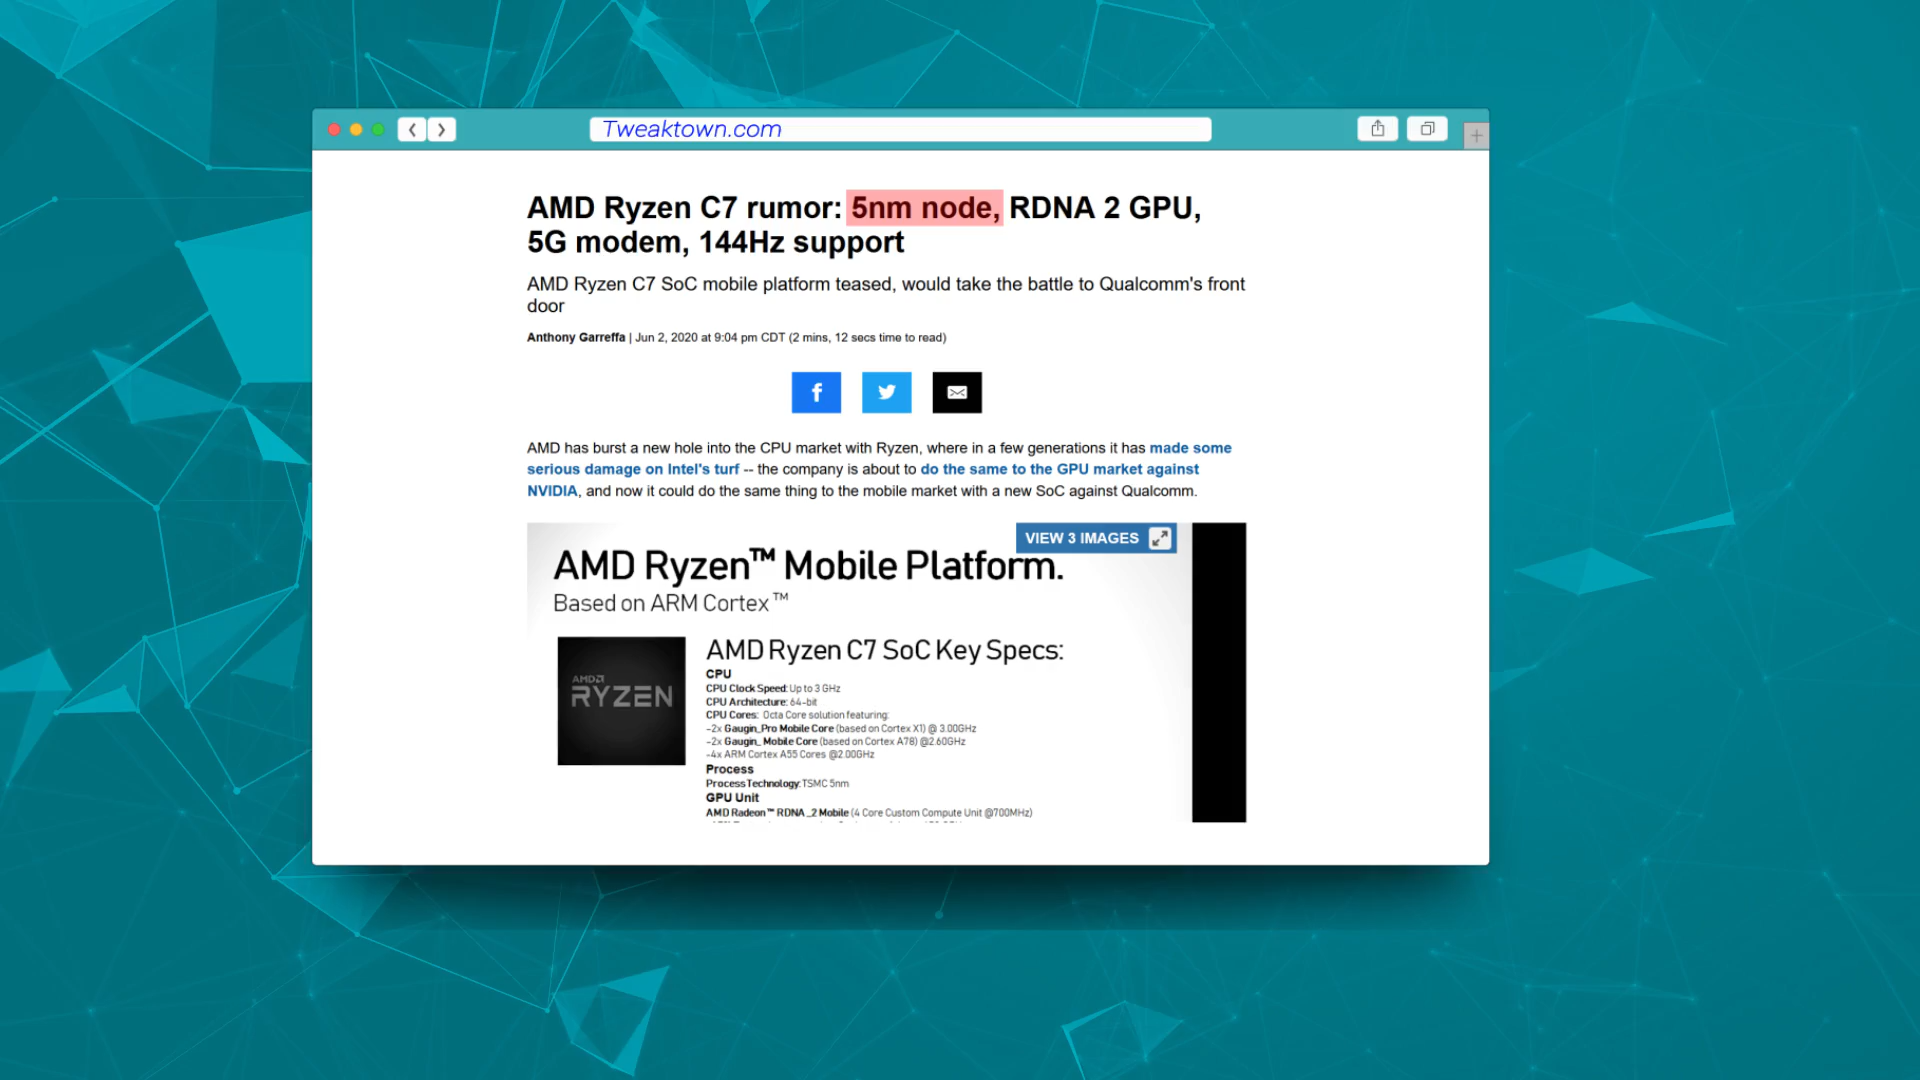 Tweaktown.com
AMD Ryzen C7 rumor: 5nm node, RDNA 2 GPU,
5G modem, 144Hz support
AMD Ryzen C7 SoC mobile platform teased, would take the battle to Qualcomm's front
door
Anthony Garreffa | Jun 2, 2020 at 9:04 pm CDT (2 mins, 12 secs time to read)
AMD has burst a new hole into the CPU market with Ryzen, where in a few generations it has made some
serious damage on Intel's turf -- the company is about to do the same to the GPU market against
NVIDIA, and now it could do the same thing to the mobile market with a new SoC against Qualcomm.
VIEW 3 IMAGES
AMD Ryzen™ Mobile Platform.
Based on ARM Cortex™
AMD
RYZEN
AMD Ryzen C7 SoC Key Specs:
CPU
CPU Clock Speed: Up to 3 GHz
CPU Architecture: 64-bit
CPU Cores: Octa Core solution featuring:
-2x Gaugin_Pro Mobile Core (based on Cortex X1) @ 3.00GHz
-2x Gaugin_ Mobile Core (based on Cortex A78) @2.60GHz
-4x ARM Cortex A55 Cores @2.00GHz
Process
Process Technology: TSMC 5nm
GPU Unit
AMD Radeon™ RDNA_2 Mobile (4 Core Custom Compute Unit @700MHz)